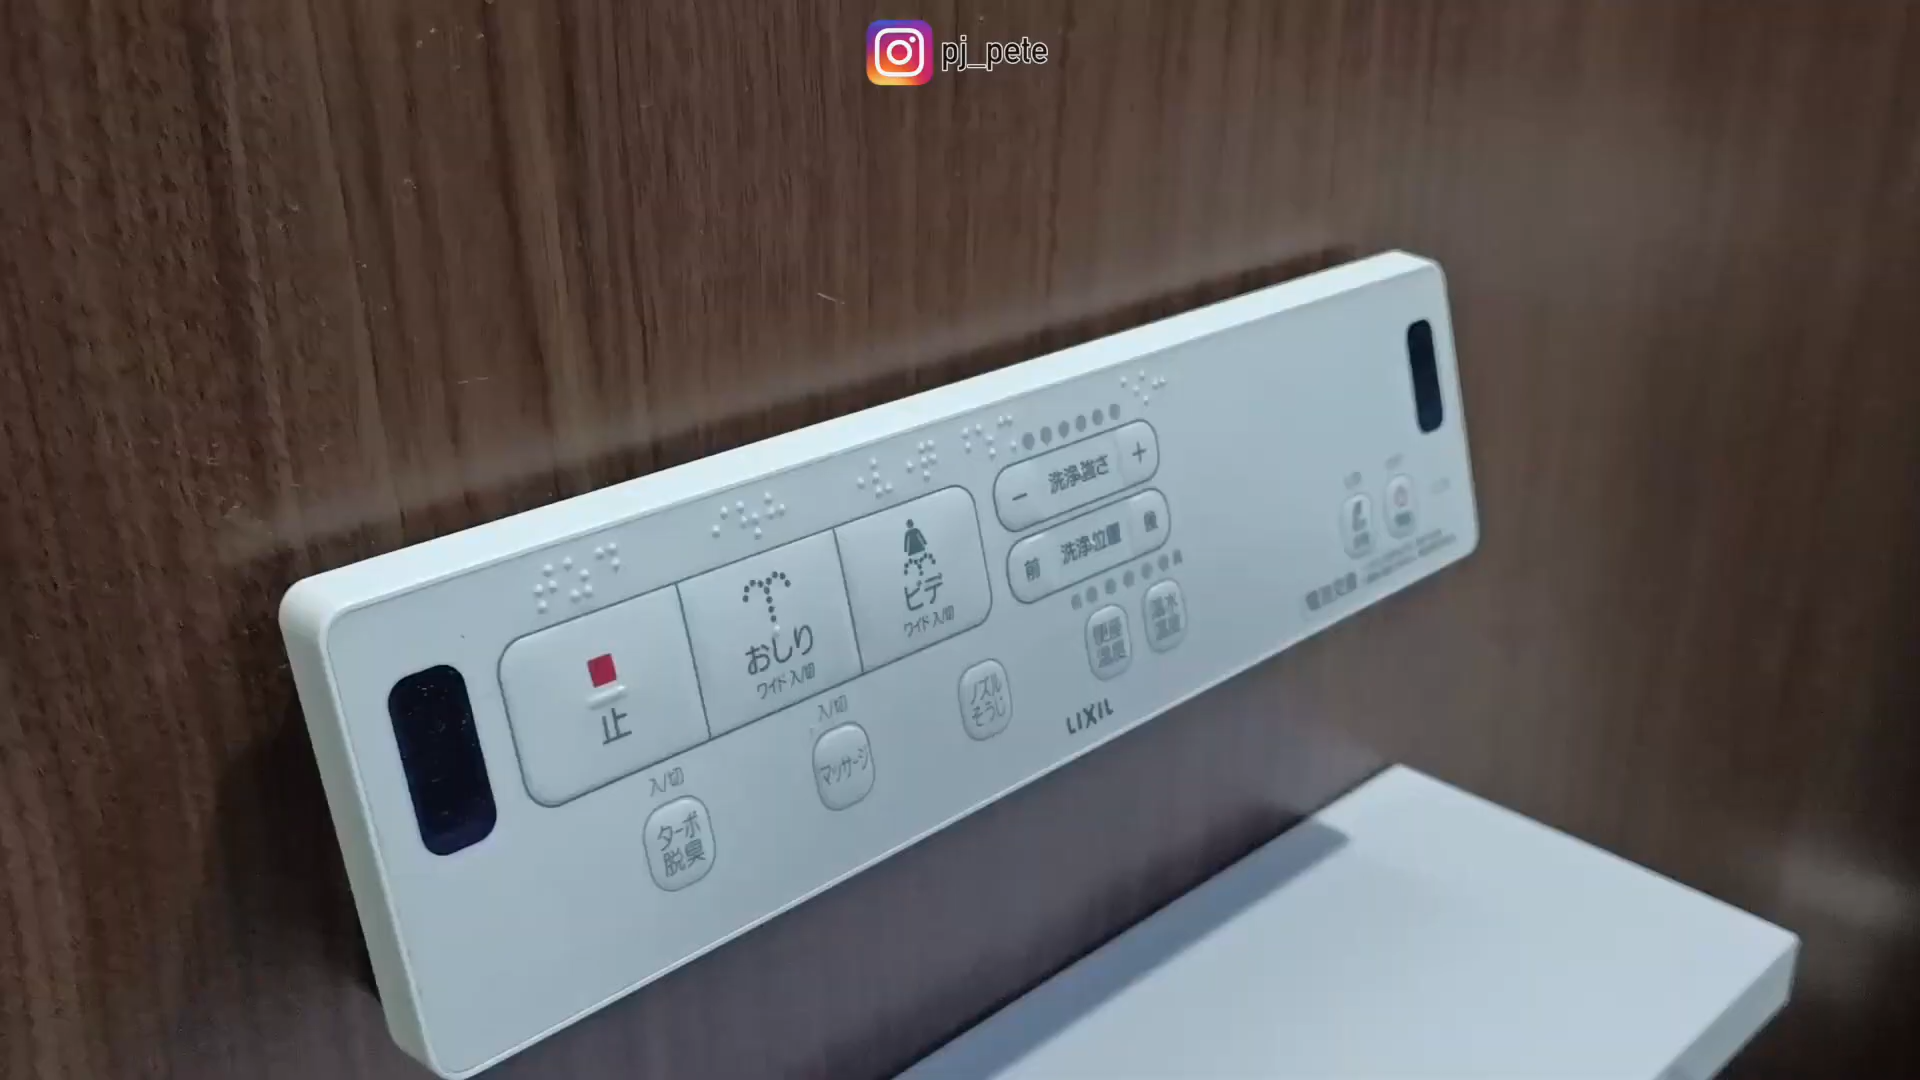 pj_pete
止
おしり
ワイド入/切
ビデ
ワイド入/切
－ 洗浄強さ ＋
前 洗浄位置 後
入/切
ターボ
脱臭
入/切
マッサージ
ノズル
そうじ
便座
温度
温水
温度
LIXIL